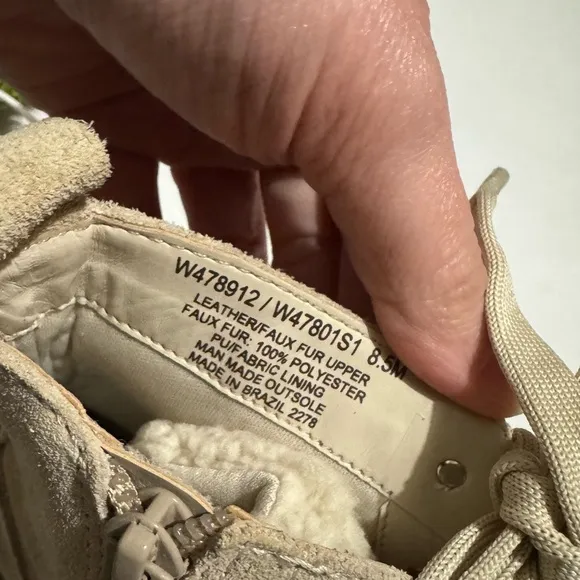 W478912 / W47801S1 8.5M
LEATHER/FAUX FUR UPPER
FAUX FUR: 100% POLYESTER
PU/FABRIC LINING
MAN MADE OUTSOLE
MADE IN BRAZIL 2278